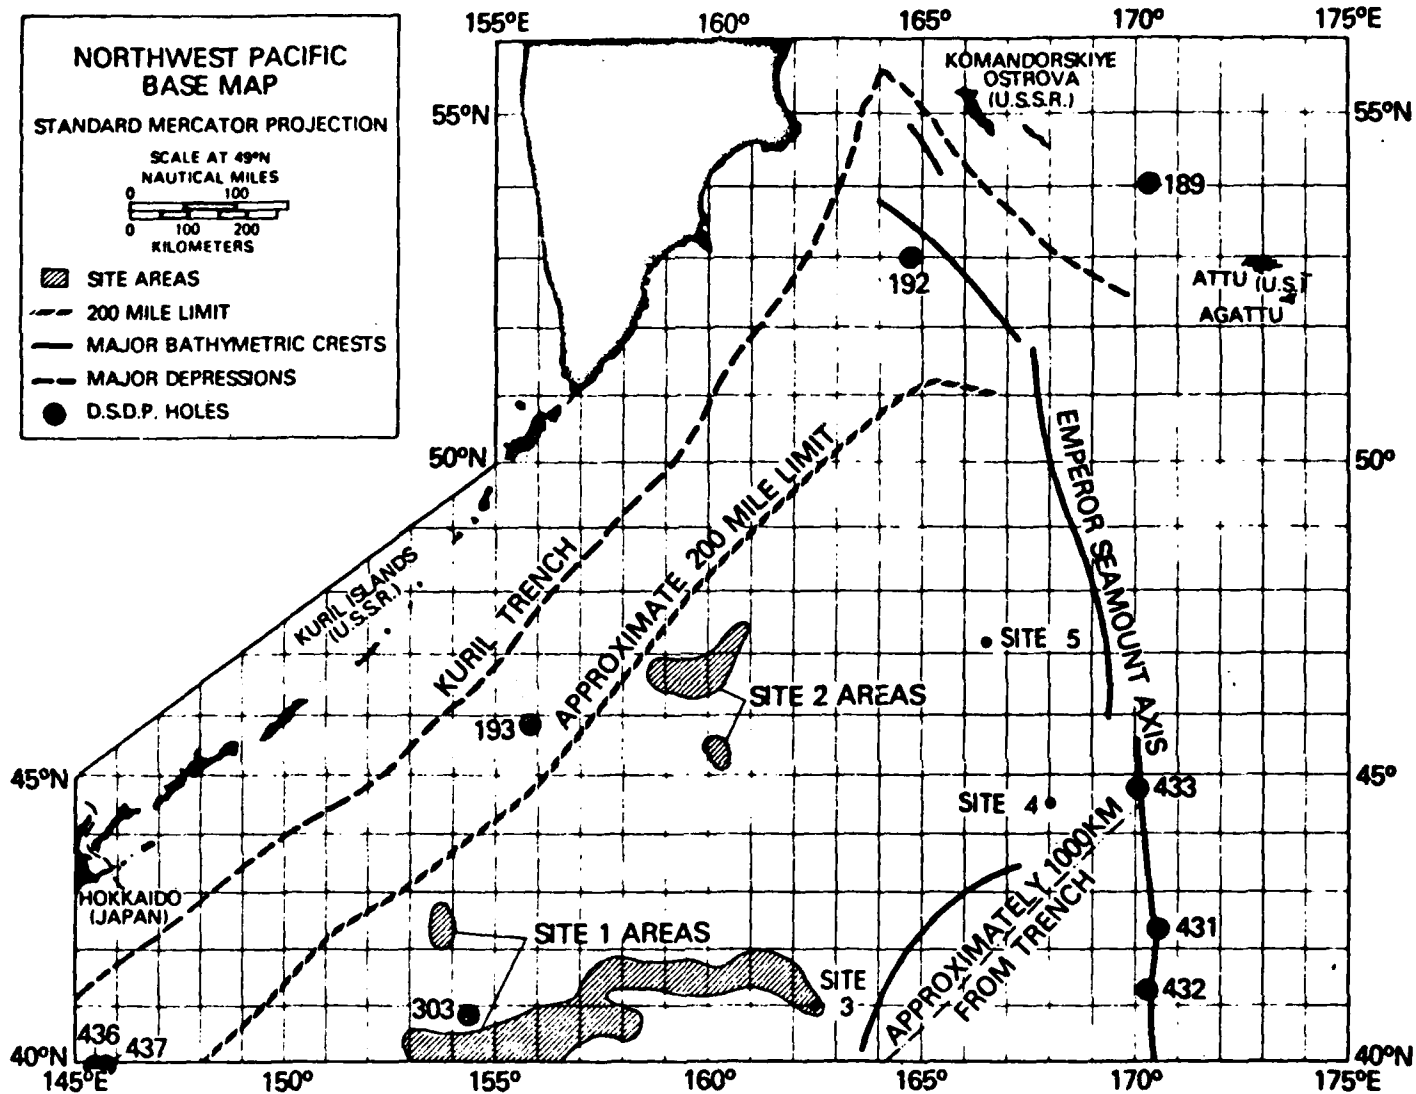 155°E
160°
165°
170°
175°E
NORTHWEST PACIFIC
BASE MAP
STANDARD MERCATOR PROJECTION
SCALE AT 49°N
NAUTICAL MILES
0 100
0 100 200
KILOMETERS
SITE AREAS
200 MILE LIMIT
MAJOR BATHYMETRIC CRESTS
MAJOR DEPRESSIONS
D.S.D.P. HOLES
KOMANDORSKIYE
OSTROVA
(U.S.S.R.)
55°N
55°N
189
192
ATTU (U.S.)
AGATTU
50°N
50°
EMPEROR SEAMOUNT AXIS
APPROXIMATE 200 MILE LIMIT
KURIL TRENCH
KURIL ISLANDS
(U.S.S.R.)
SITE 5
SITE 2 AREAS
193
45°N
45°
SITE 4
433
APPROXIMATELY 1000KM
FROM TRENCH
HOKKAIDO
(JAPAN)
SITE 1 AREAS
431
SITE
3
432
303
436
437
40°N
40°N
145°E
150°
155°
160°
165°
170°
175°E